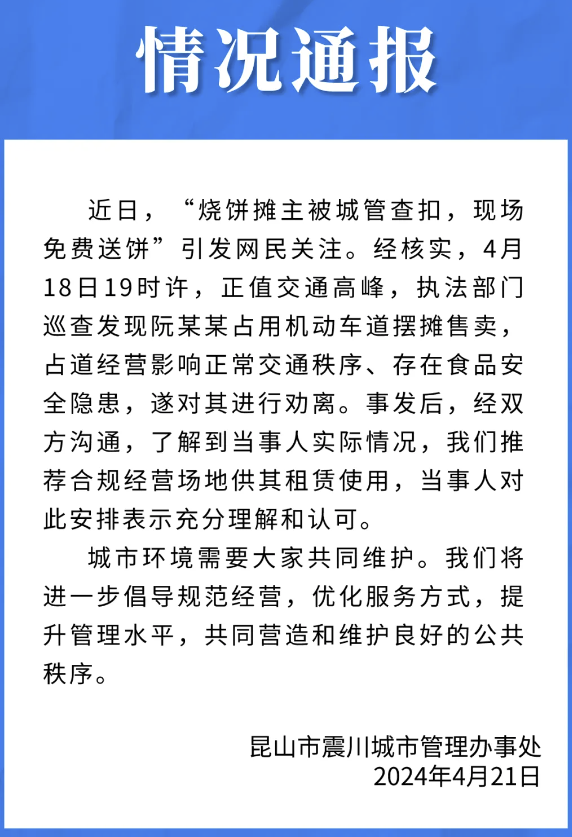 情况通报
近日，“烧饼摊主被城管查扣，现场
免费送饼”引发网民关注。经核实，4月
18日19时许，正值交通高峰，执法部门
巡查发现阮某某占用机动车道摆摊售卖，
占道经营影响正常交通秩序、存在食品安
全隐患，遂对其进行劝离。事发后，经双
方沟通，了解到当事人实际情况，我们推
荐合规经营场地供其租赁使用，当事人对
此安排表示充分理解和认可。
城市环境需要大家共同维护。我们将
进一步倡导规范经营，优化服务方式，提
升管理水平，共同营造和维护良好的公共
秩序。
昆山市震川城市管理办事处
2024年4月21日